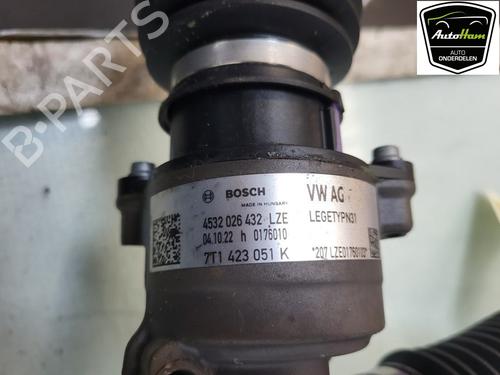 AutoHam
AUTO
ONDERDELEN
B-PARTS
BOSCH
MADE IN HUNGARY
VW AG
4532 026 432 LZE
LEGETYPN31
04.10.22 h 0176010
7T1 423 051 K